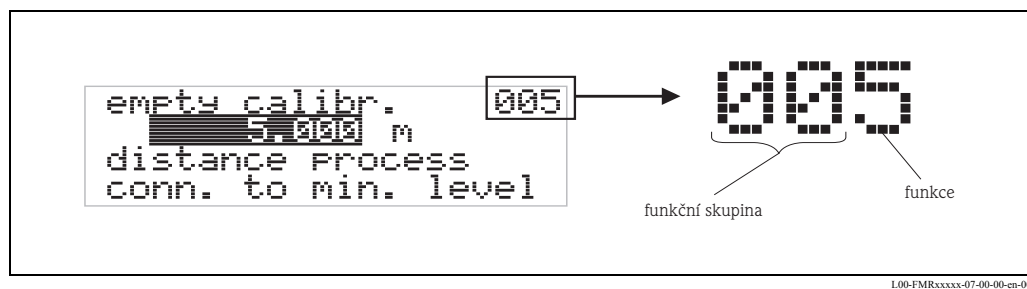 empty calibr. 005
5.000 m
distance process
conn. to min. level
005
funkční skupina
funkce
L00-FMRxxxxx-07-00-00-en-0